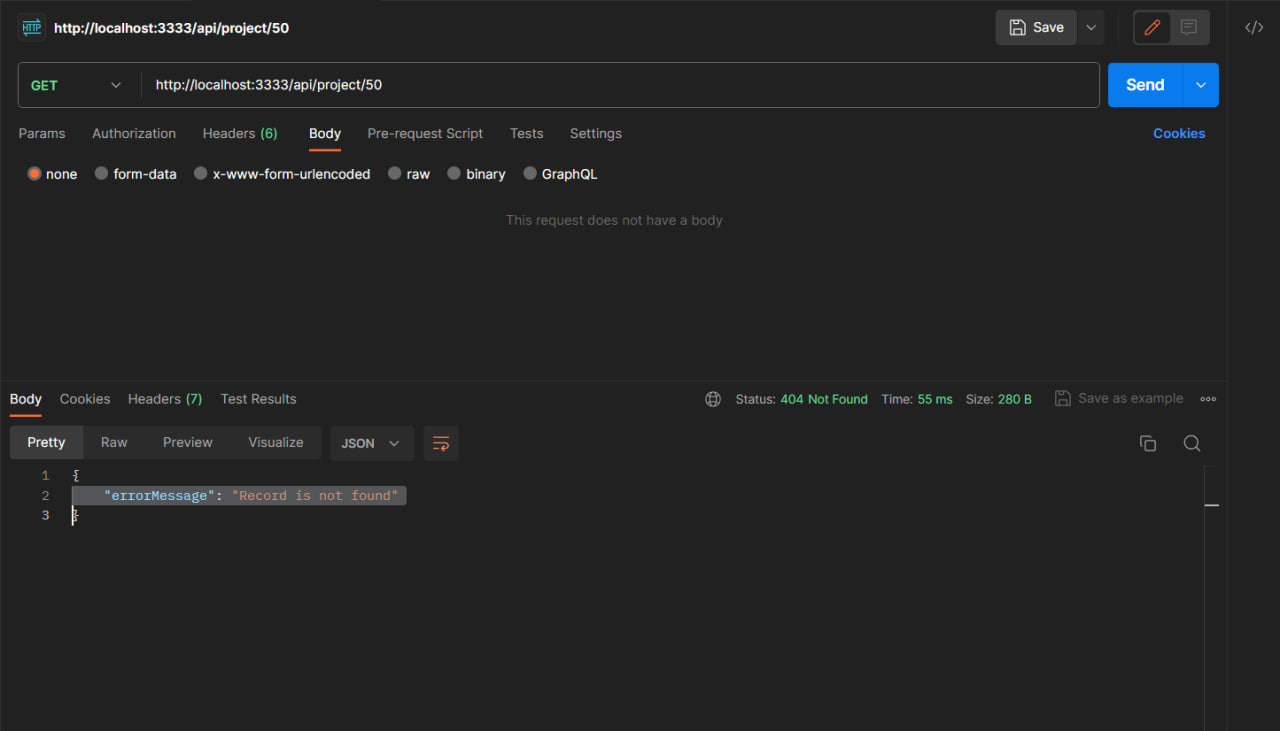 HTTP http://localhost:3333/api/project/50 Save </>
GET http://localhost:3333/api/project/50 Send
Params Authorization Headers (6) Body Pre-request Script Tests Settings Cookies
none form-data x-www-form-urlencoded raw binary GraphQL
This request does not have a body
Body Cookies Headers (7) Test Results Status: 404 Not Found Time: 55 ms Size: 280 B Save as example
Pretty Raw Preview Visualize JSON
1 {
2 "errorMessage": "Record is not found"
3 }